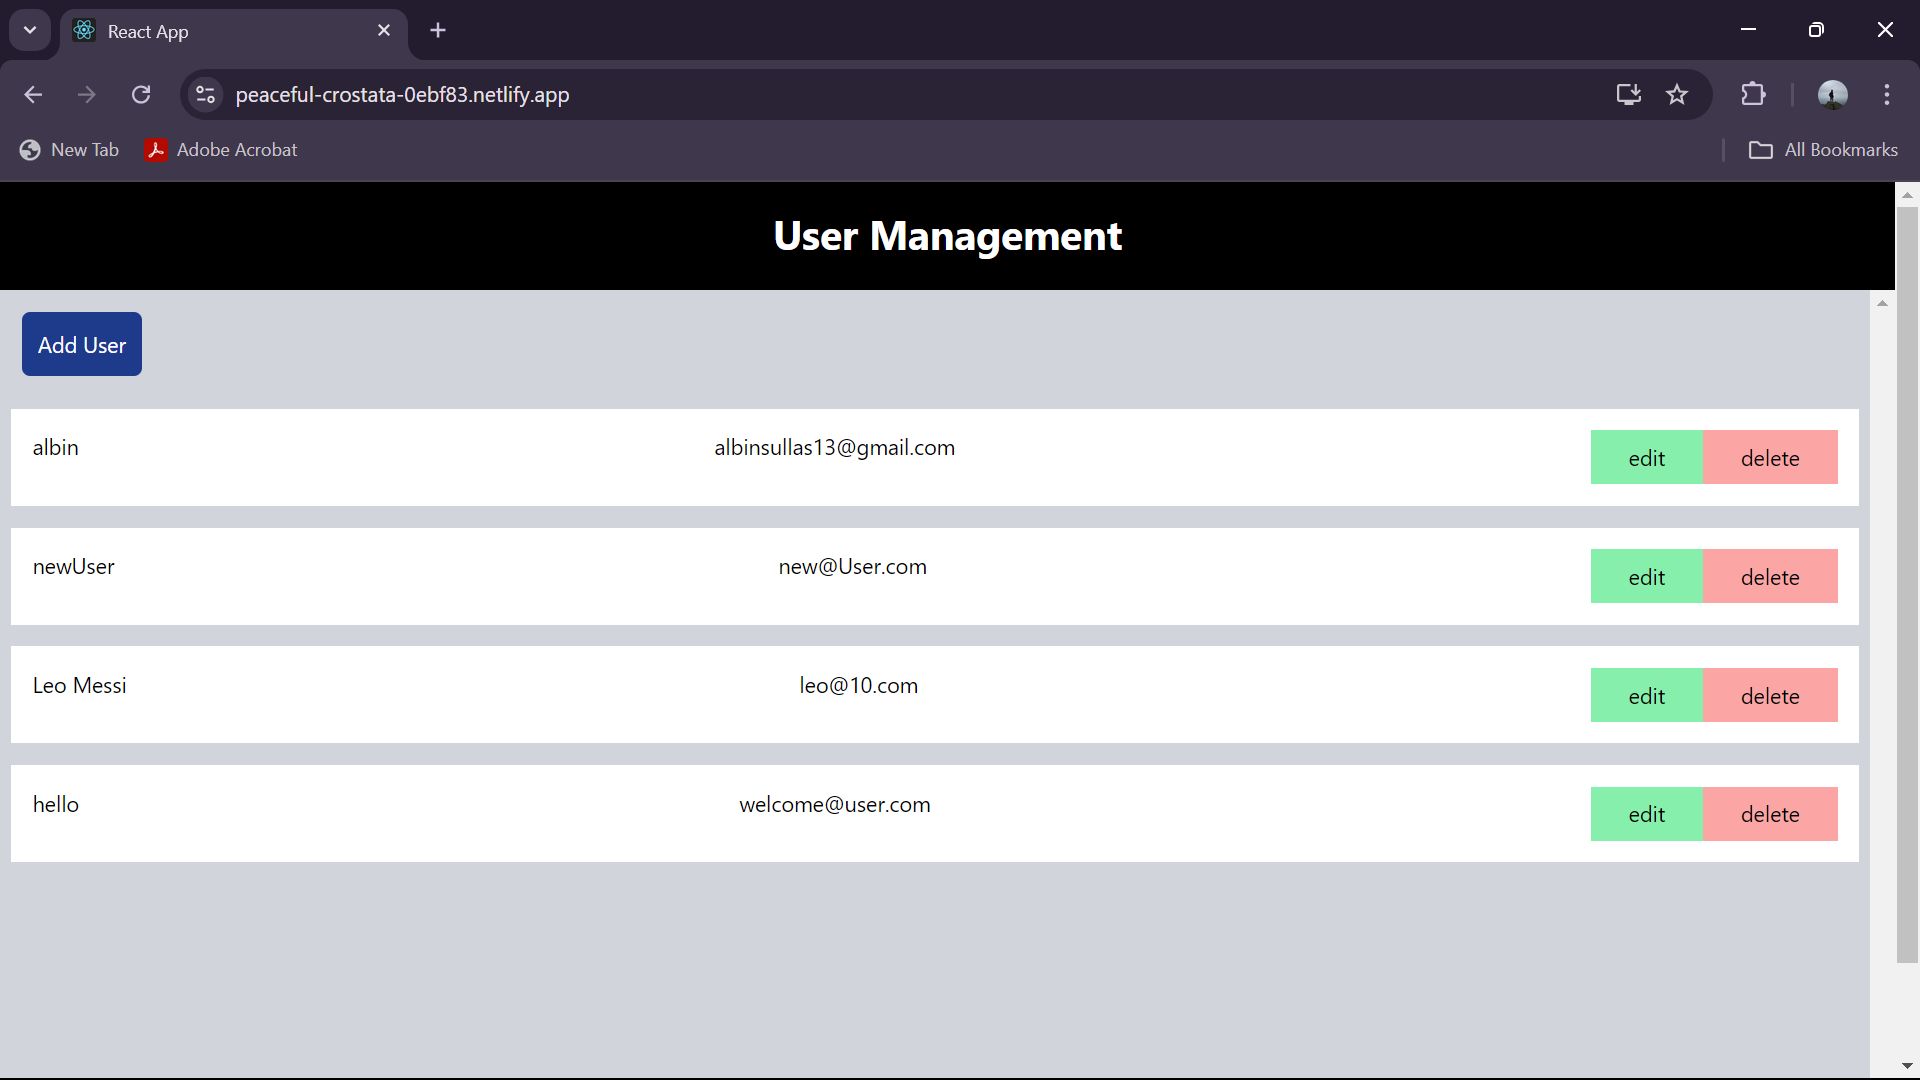 React App
peaceful-crostata-0ebf83.netlify.app
New Tab Adobe Acrobat All Bookmarks
User Management
Add User
albin albinsullas13@gmail.com edit delete
newUser new@User.com edit delete
Leo Messi leo@10.com edit delete
hello welcome@user.com edit delete